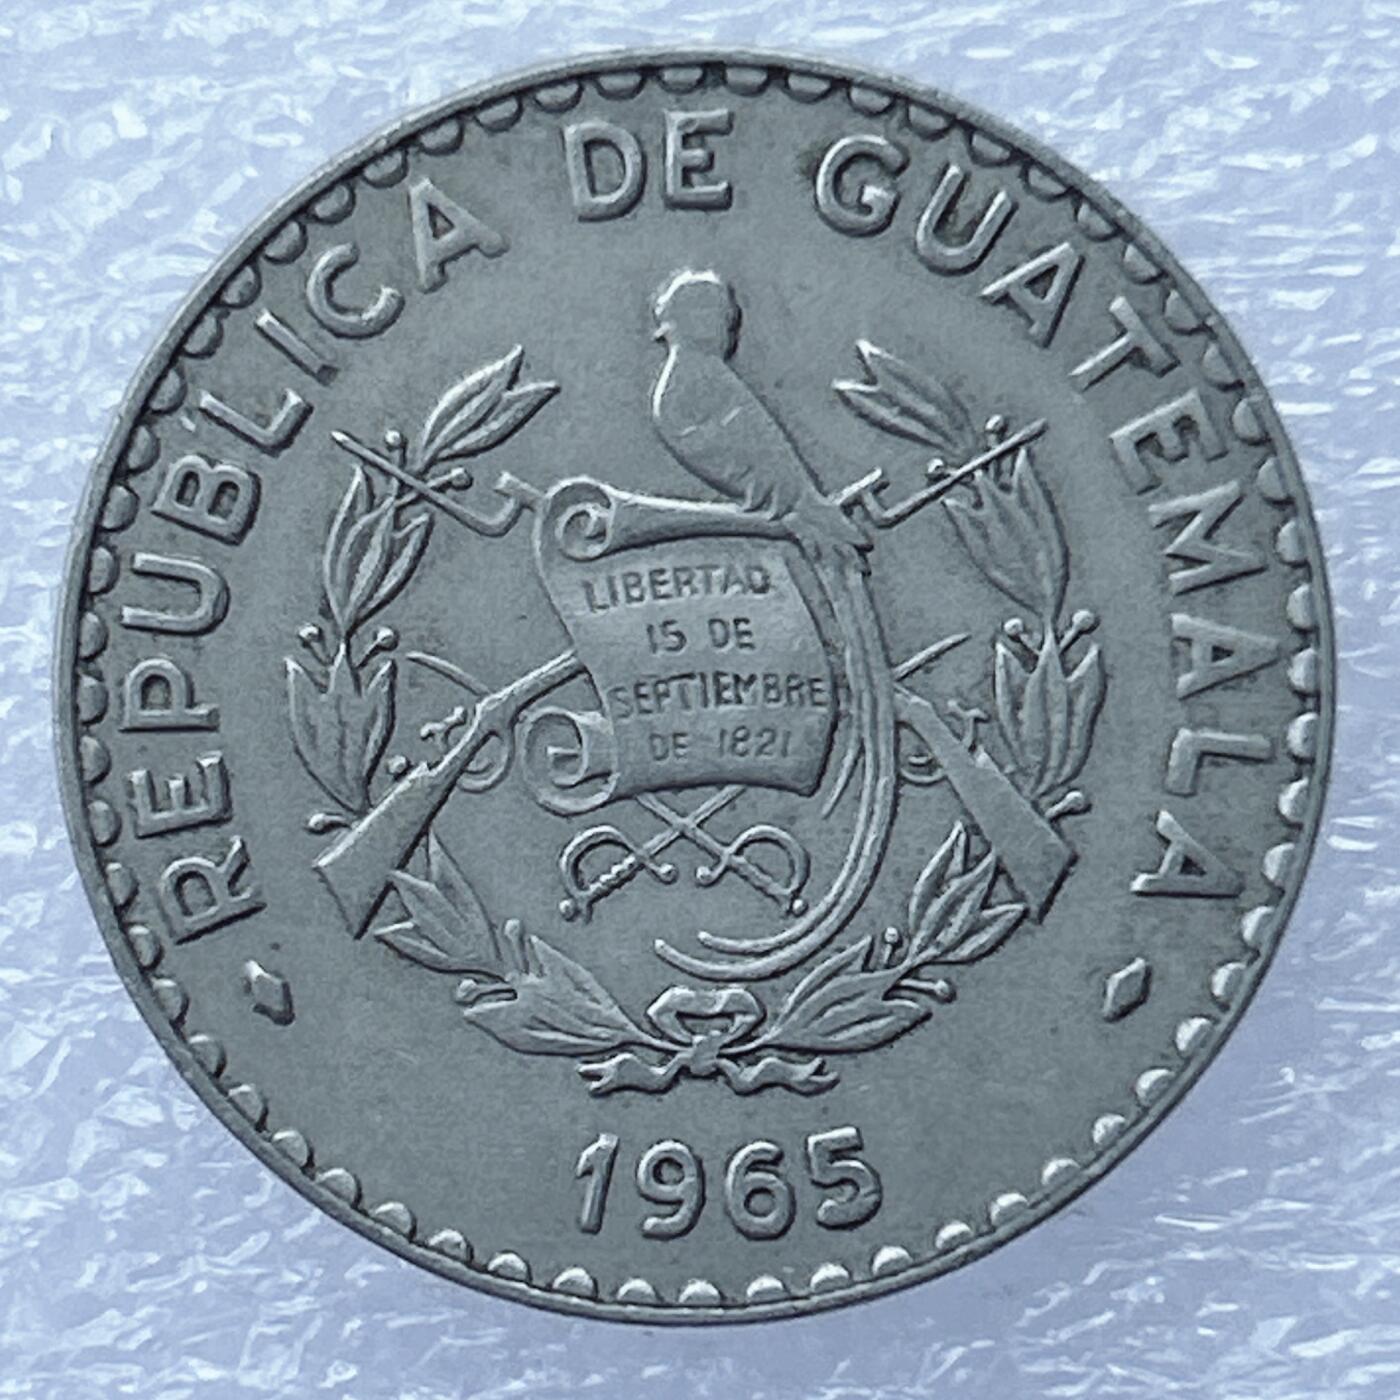 REPUBLICA DE GUATEMALA
LIBERTAD
15 DE
SEPTIEMBRE
DE 1821
1965